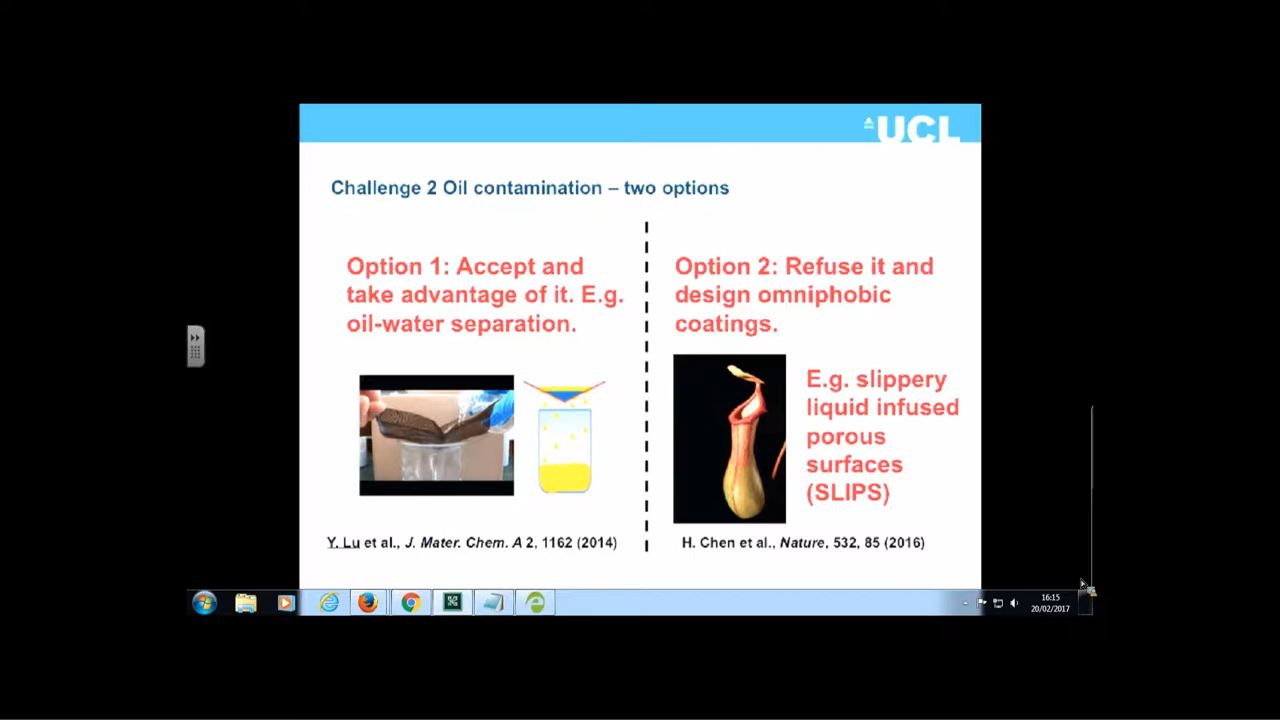 UCL
Challenge 2 Oil contamination – two options
Option 1: Accept and
take advantage of it. E.g.
oil-water separation.
Y. Lu et al., J. Mater. Chem. A 2, 1162 (2014)
Option 2: Refuse it and
design omniphobic
coatings.
E.g. slippery
liquid infused
porous
surfaces
(SLIPS)
H. Chen et al., Nature, 532, 85 (2016)
16:15
20/02/2017